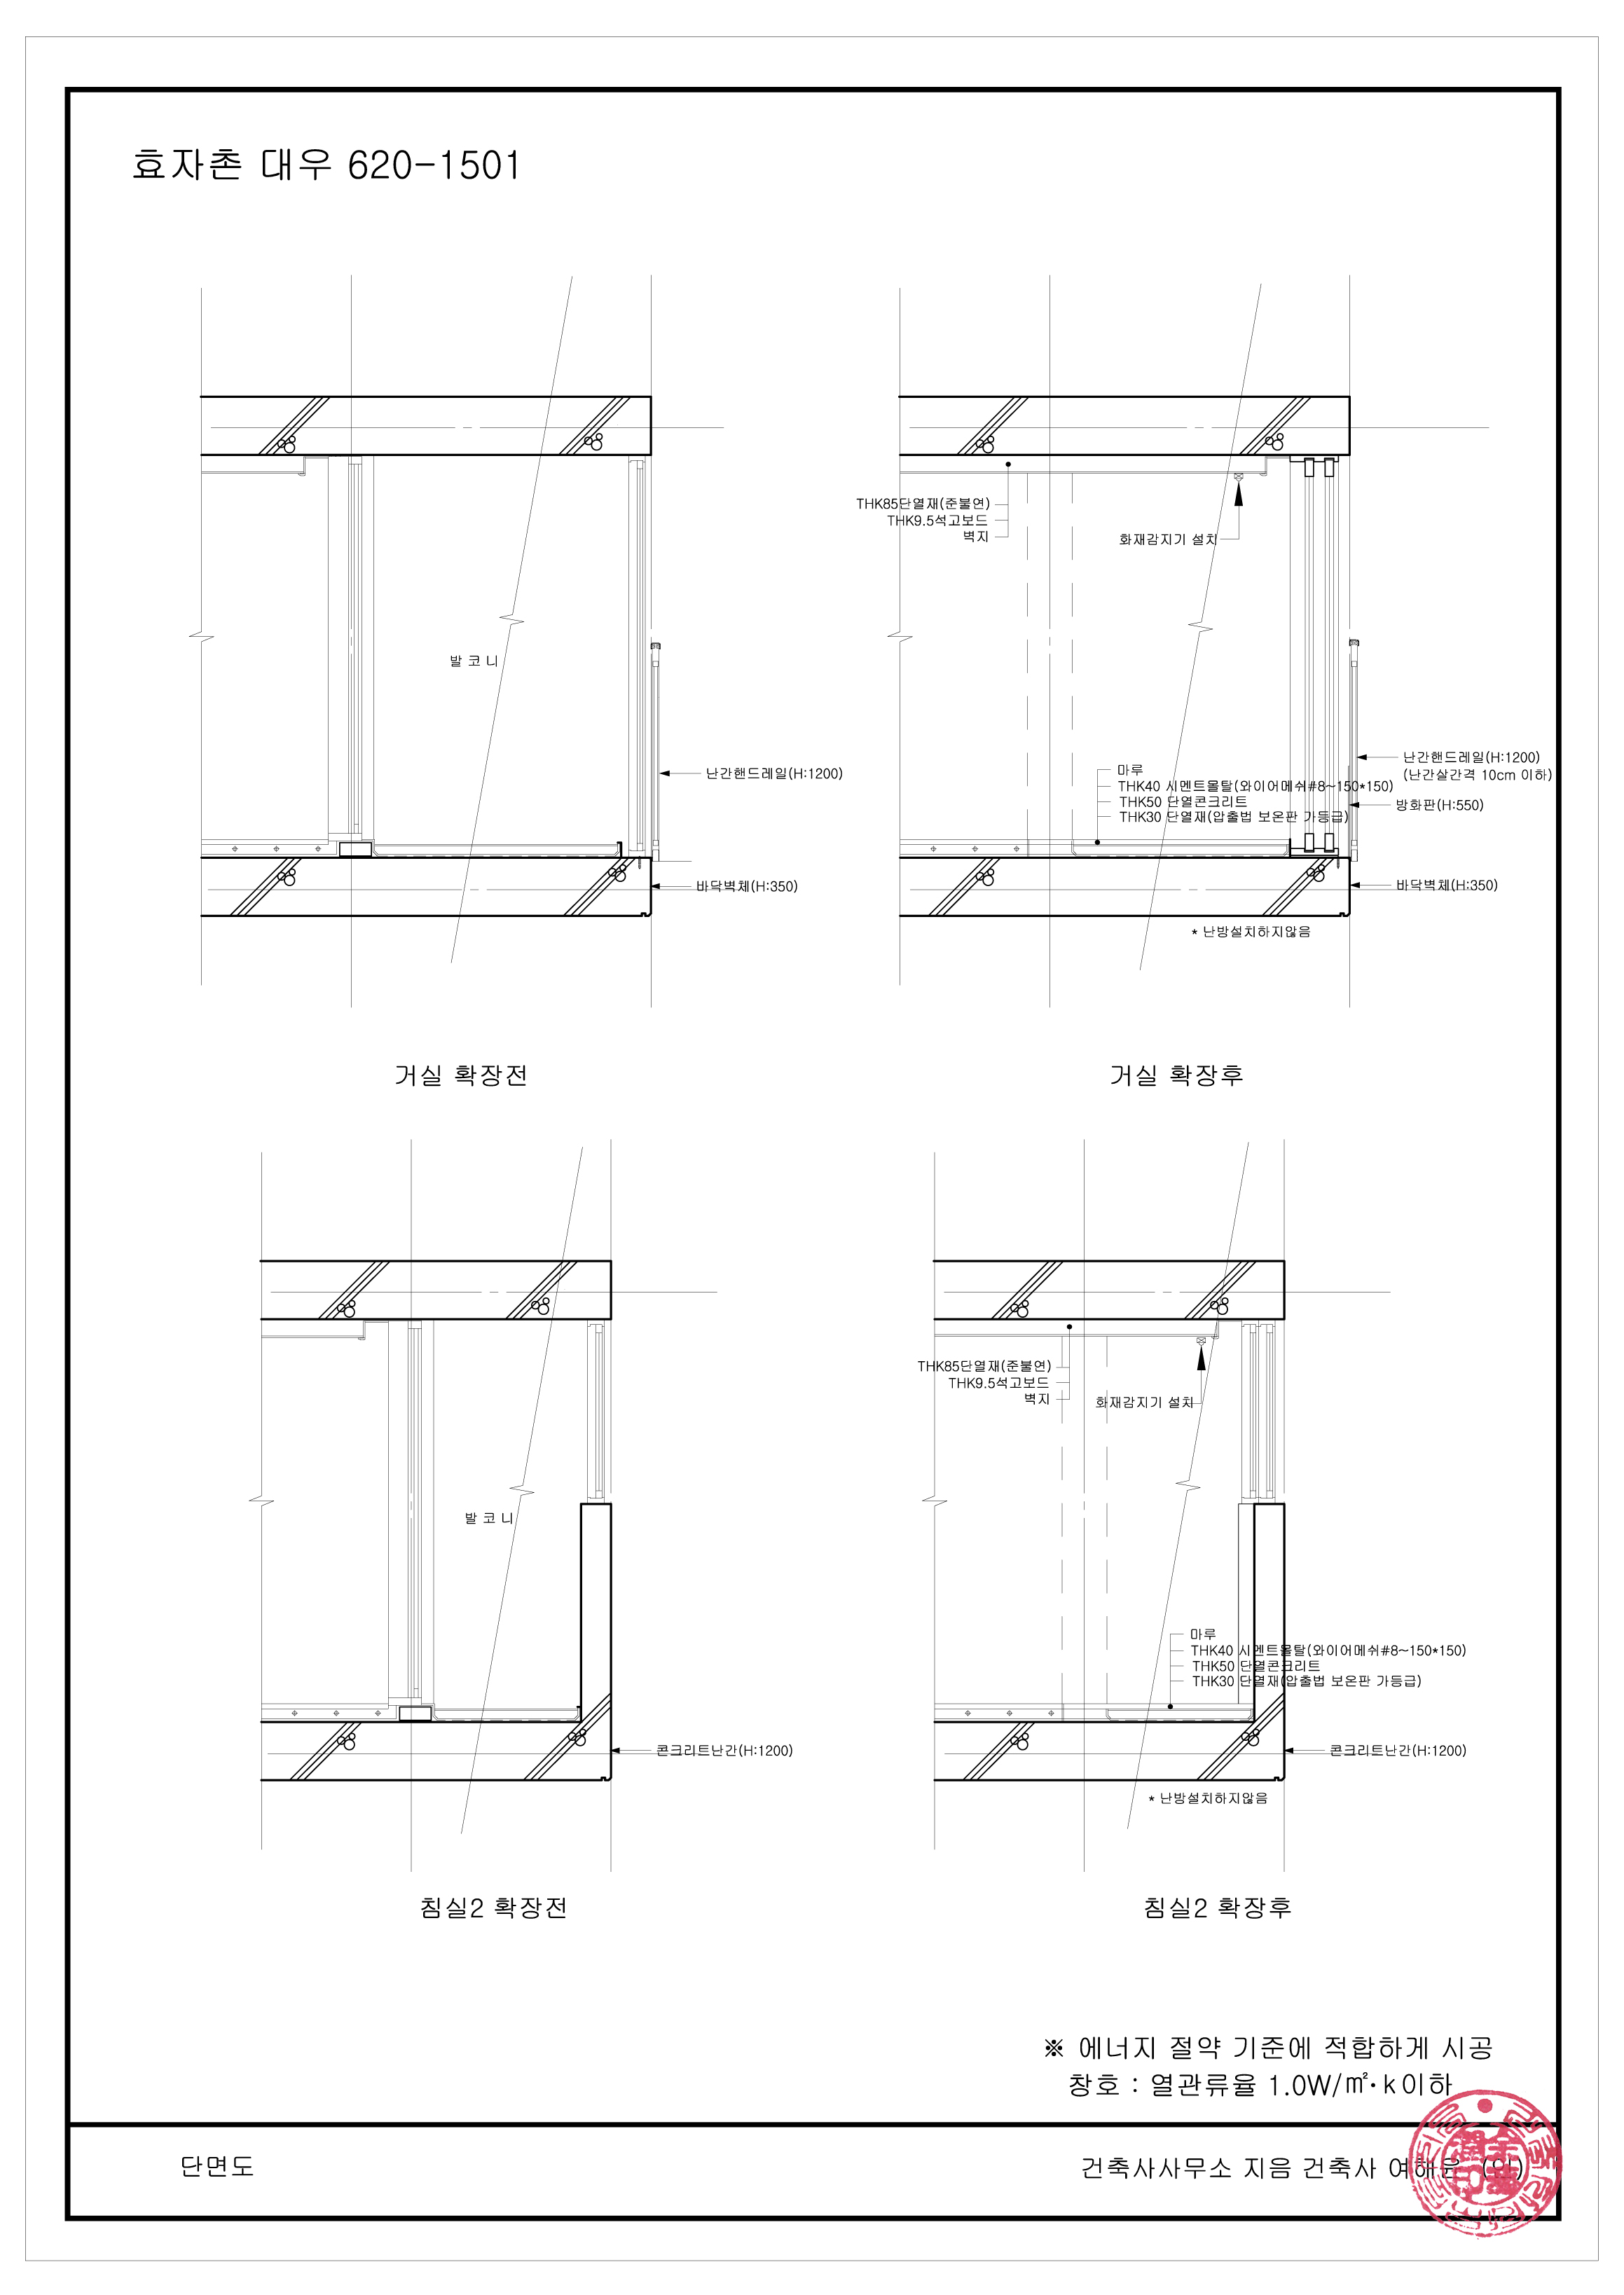 효자촌 대우 620-1501
발 코 니
난간핸드레일(H:1200)
바닥벽체(H:350)
거실 확장전
THK85단열재(준불연)
THK9.5석고보드
벽지
화재감지기 설치
마루
THK40 시멘트몰탈(와이어메쉬#8~150*150)
THK50 단열콘크리트
THK30 단열재(압출법 보온판 가등급)
난간핸드레일(H:1200)
(난간살간격 10cm 이하)
방화판(H:550)
바닥벽체(H:350)
* 난방설치하지않음
거실 확장후
발 코 니
콘크리트난간(H:1200)
침실2 확장전
THK85단열재(준불연)
THK9.5석고보드
벽지
화재감지기 설치
마루
THK40 시멘트몰탈(와이어메쉬#8~150*150)
THK50 단열콘크리트
THK30 단열재(압출법 보온판 가등급)
콘크리트난간(H:1200)
* 난방설치하지않음
침실2 확장후
※ 에너지 절약 기준에 적합하게 시공
창호 : 열관류율 1.0W/㎡·k이하
단면도
건축사사무소 지음 건축사 (인)